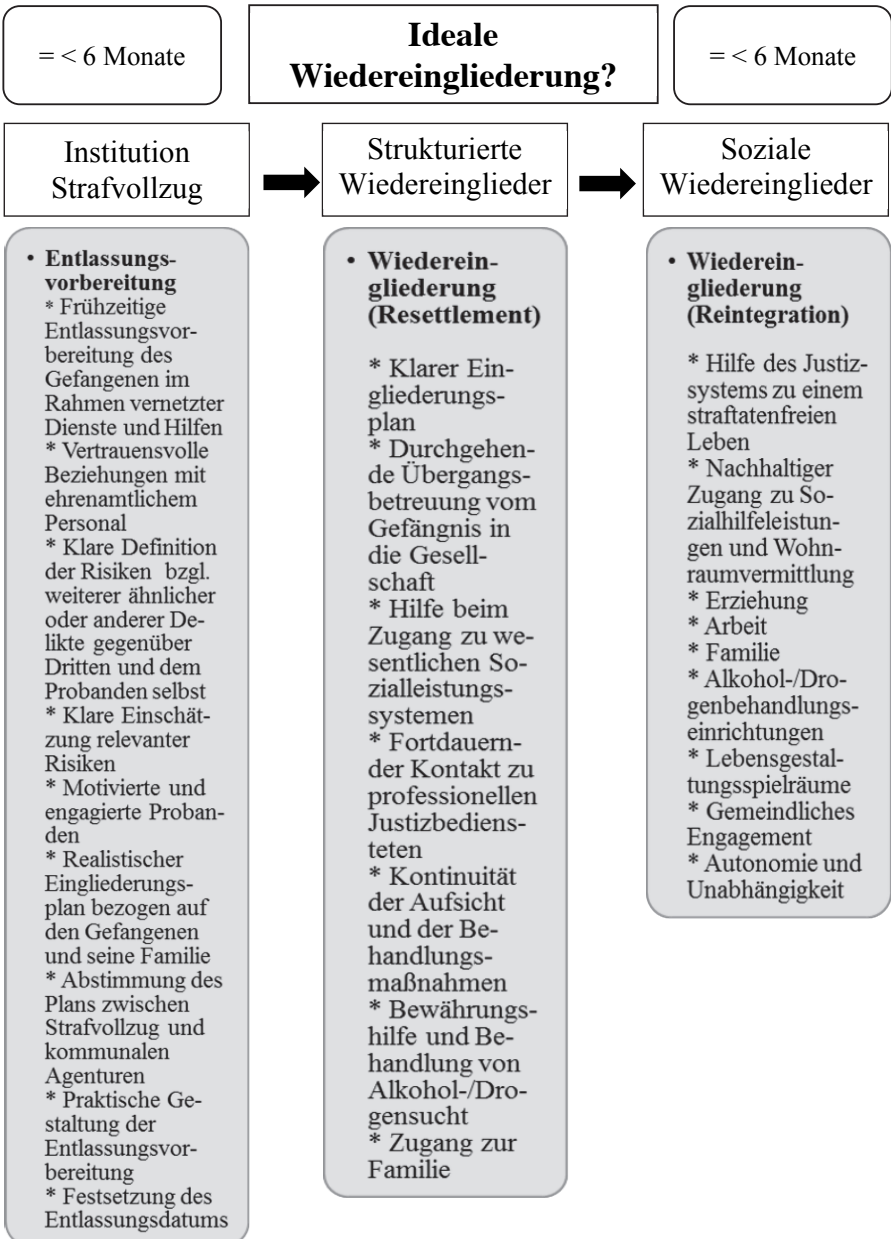 = < 6 Monate
Ideale
Wiedereingliederung?
= < 6 Monate
Institution
Strafvollzug
Strukturierte
Wiedereinglieder
Soziale
Wiedereinglieder
• Entlassungs-
vorbereitung
* Frühzeitige
Entlassungsvor-
bereitung des
Gefangenen im
Rahmen vernetzter
Dienste und Hilfen
* Vertrauensvolle
Beziehungen mit
ehrenamtlichem
Personal
* Klare Definition
der Risiken bzgl.
weiterer ähnlicher
oder anderer De-
likte gegenüber
Dritten und dem
Probanden selbst
* Klare Einschät-
zung relevanter
Risiken
* Motivierte und
engagierte Proban-
den
* Realistischer
Eingliederungs-
plan bezogen auf
den Gefangenen
und seine Familie
* Abstimmung des
Plans zwischen
Strafvollzug und
kommunalen
Agenturen
* Praktische Ge-
staltung der
Entlassungsvor-
bereitung
* Festsetzung des
Entlassungsdatums
• Wiederein-
gliederung
(Resettlement)
* Klarer Ein-
gliederungs-
plan
* Durchgehen-
de Übergangs-
betreuung vom
Gefängnis in
die Gesell-
schaft
* Hilfe beim
Zugang zu we-
sentlichen So-
zialleistungs-
systemen
* Fortdauern-
der Kontakt zu
professionellen
Justizbediens-
teten
* Kontinuität
der Aufsicht
und der Be-
handlungs-
maßnahmen
* Bewährungs-
hilfe und Be-
handlung von
Alkohol-/Dro-
gensucht
* Zugang zur
Familie
• Wiederein-
gliederung
(Reintegration)
* Hilfe des Justiz-
systems zu einem
straftatenfreien
Leben
* Nachhaltiger
Zugang zu So-
zialhilfeleistun-
gen und Wohn-
raumvermittlung
* Erziehung
* Arbeit
* Familie
* Alkohol-/Dro-
genbehandlungs-
einrichtungen
* Lebensgestal-
tungsspielräume
* Gemeindliches
Engagement
* Autonomie und
Unabhängigkeit